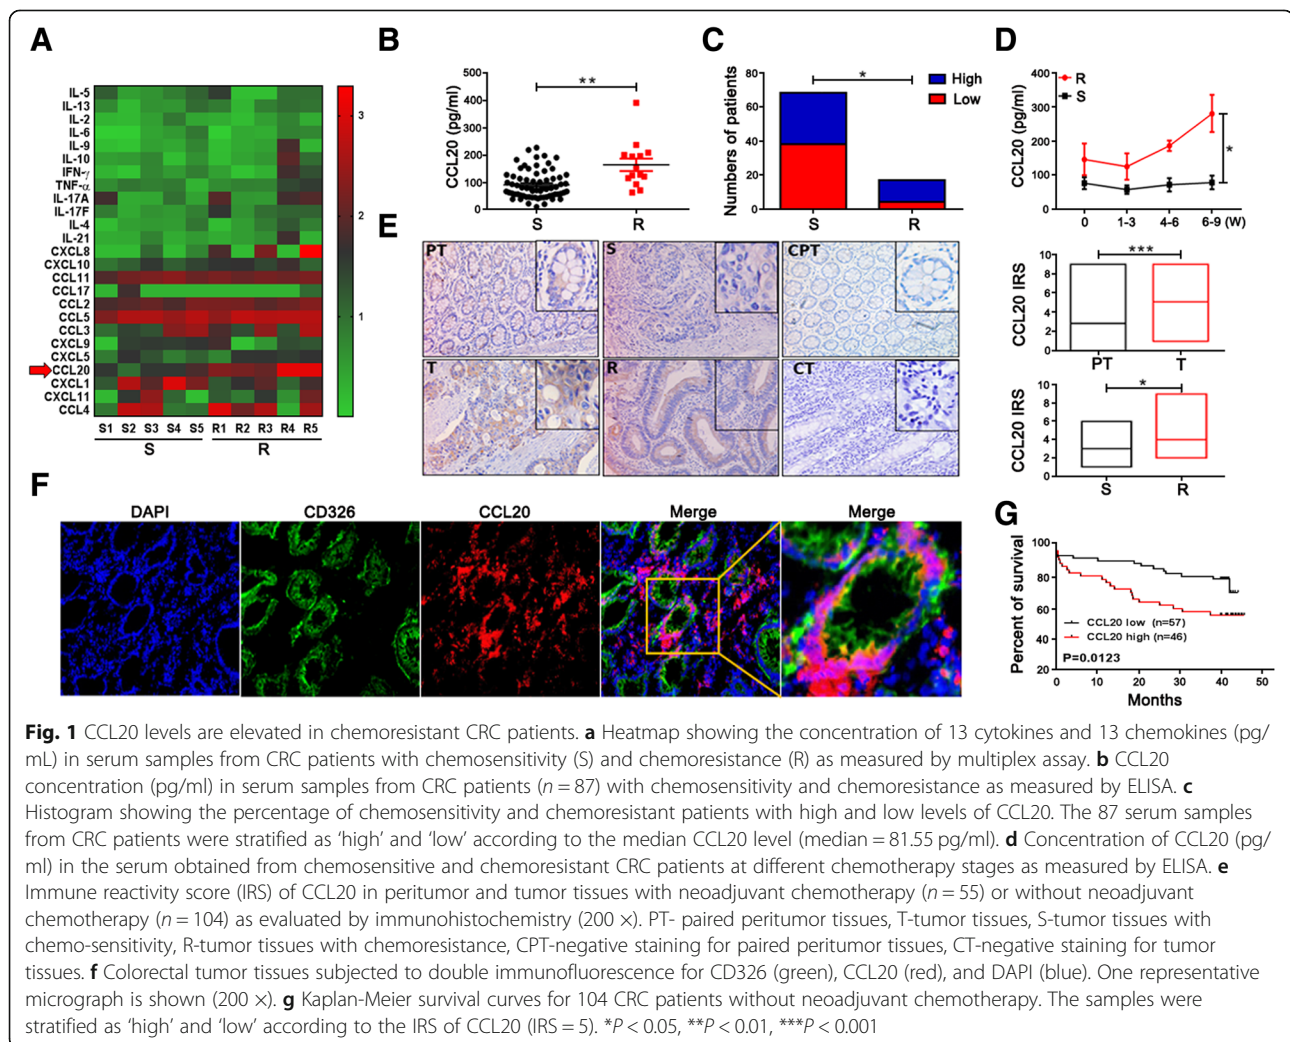 A
IL-5
IL-13
IL-2
IL-6
IL-9
IL-10
IFN-γ
TNF-α
IL-17A
IL-17F
IL-4
IL-21
CXCL8
CXCL10
CCL11
CCL17
CCL2
CCL5
CCL3
CXCL9
CXCL5
CCL20
CXCL1
CXCL11
CCL4
S1 S2 S3 S4 S5 R1 R2 R3 R4 R5
S R
3
2
1
B
CCL20 (pg/ml)
500
400
300
200
100
0
**
S R
C
Numbers of patients
80
60
40
20
0
*
High
Low
S R
D
CCL20 (pg/ml)
400
300
200
100
0
R
S
*
0 1-3 4-6 6-9 (W)
E
PT S CPT
T R CT
CCL20 IRS
10
8
6
4
2
0
***
PT T
CCL20 IRS
10
8
6
4
2
0
*
S R
F
DAPI CD326 CCL20 Merge Merge
G
Percent of survival
100
80
60
40
20
CCL20 low (n=57)
CCL20 high (n=46)
P=0.0123
0 10 20 30 40 50
Months
Fig. 1 CCL20 levels are elevated in chemoresistant CRC patients. a Heatmap showing the concentration of 13 cytokines and 13 chemokines (pg/
mL) in serum samples from CRC patients with chemosensitivity (S) and chemoresistance (R) as measured by multiplex assay. b CCL20
concentration (pg/ml) in serum samples from CRC patients (n = 87) with chemosensitivity and chemoresistance as measured by ELISA. c
Histogram showing the percentage of chemosensitivity and chemoresistant patients with high and low levels of CCL20. The 87 serum samples
from CRC patients were stratified as ‘high’ and ‘low’ according to the median CCL20 level (median = 81.55 pg/ml). d Concentration of CCL20 (pg/
ml) in the serum obtained from chemosensitive and chemoresistant CRC patients at different chemotherapy stages as measured by ELISA. e
Immune reactivity score (IRS) of CCL20 in peritumor and tumor tissues with neoadjuvant chemotherapy (n = 55) or without neoadjuvant
chemotherapy (n = 104) as evaluated by immunohistochemistry (200 ×). PT- paired peritumor tissues, T-tumor tissues, S-tumor tissues with
chemo-sensitivity, R-tumor tissues with chemoresistance, CPT-negative staining for paired peritumor tissues, CT-negative staining for tumor
tissues. f Colorectal tumor tissues subjected to double immunofluorescence for CD326 (green), CCL20 (red), and DAPI (blue). One representative
micrograph is shown (200 ×). g Kaplan-Meier survival curves for 104 CRC patients without neoadjuvant chemotherapy. The samples were
stratified as ‘high’ and ‘low’ according to the IRS of CCL20 (IRS = 5). *P < 0.05, **P < 0.01, ***P < 0.001